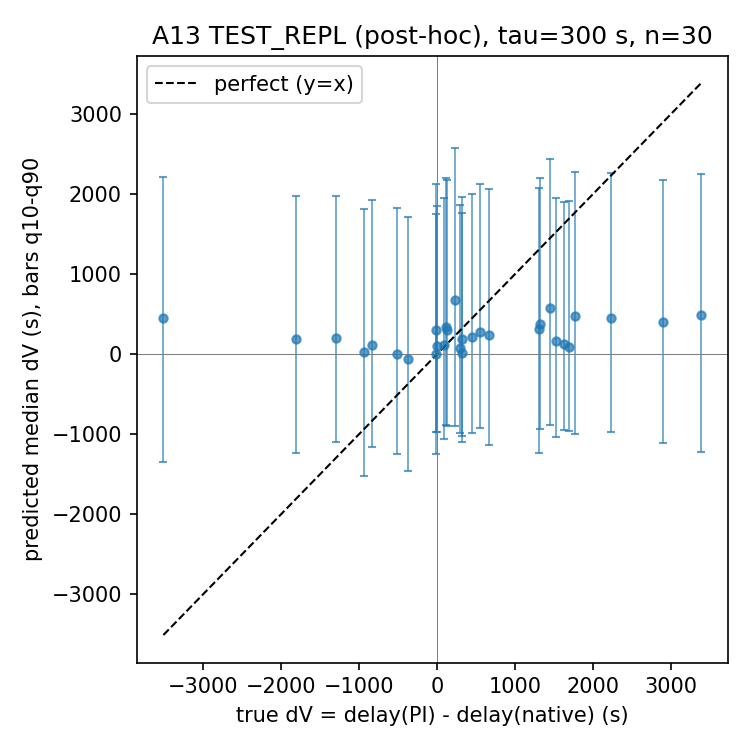 A13 TEST_REPL (post-hoc), tau=300 s, n=30
perfect (y=x)
3000
2000
1000
0
−1000
−2000
−3000
predicted median dV (s), bars q10-q90
−3000 −2000 −1000 0 1000 2000 3000
true dV = delay(PI) - delay(native) (s)